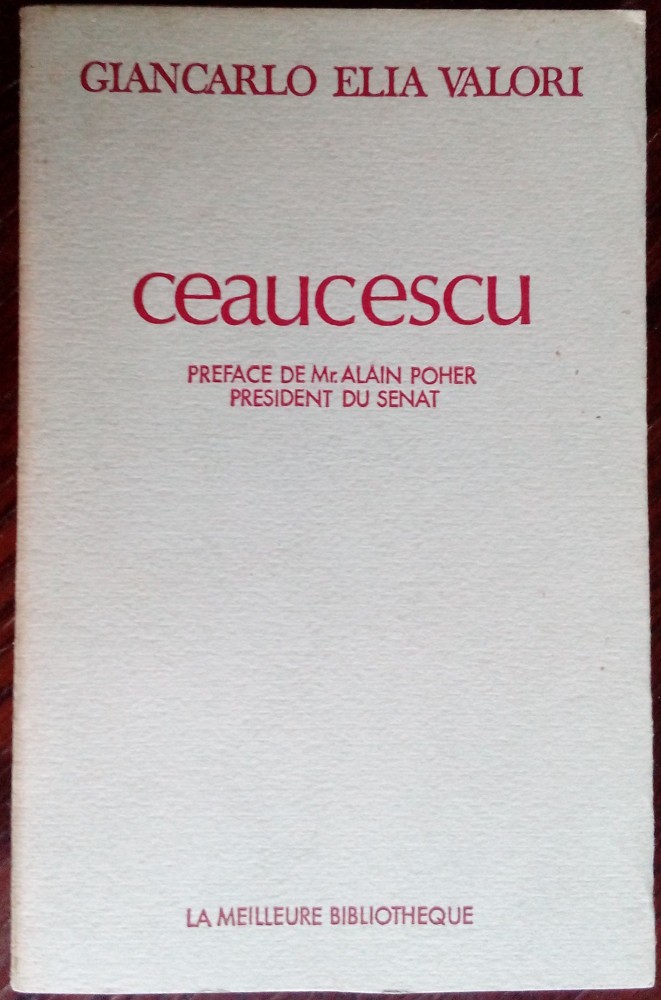 GIANCARLO ELIA VALORI
ceaucescu
PREFACE DE Mr. ALAIN POHER
PRESIDENT DU SENAT
LA MEILLEURE BIBLIOTHEQUE